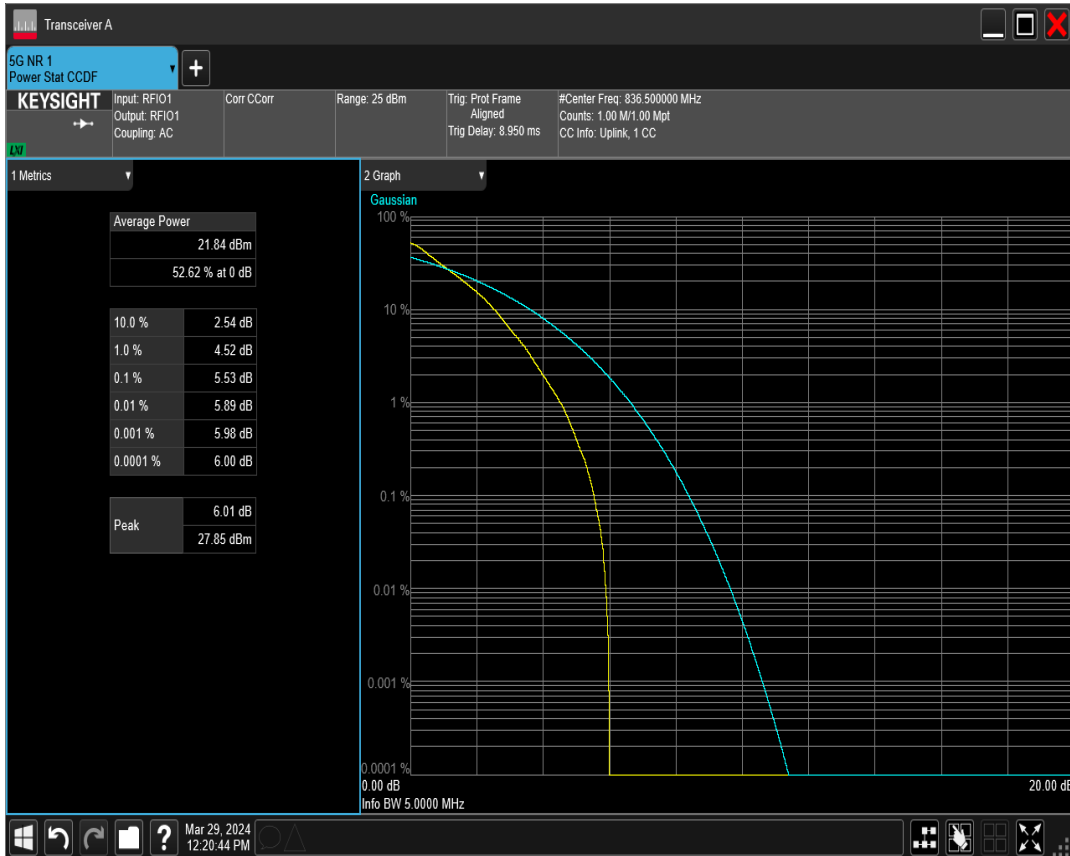 Transceiver A
5G NR 1
Power Stat CCDF
KEYSIGHT
LXI
Input: RFIO1
Output: RFIO1
Coupling: AC
Corr CCorr
Range: 25 dBm
Trig: Prot Frame
Aligned
Trig Delay: 8.950 ms
#Center Freq: 836.500000 MHz
Counts: 1.00 M/1.00 Mpt
CC Info: Uplink, 1 CC
1 Metrics
Average Power
21.84 dBm
52.62 % at 0 dB
10.0 % 2.54 dB
1.0 % 4.52 dB
0.1 % 5.53 dB
0.01 % 5.89 dB
0.001 % 5.98 dB
0.0001 % 6.00 dB
Peak
6.01 dB
27.85 dBm
2 Graph
Gaussian
100 %
10 %
1 %
0.1 %
0.01 %
0.001 %
0.0001 %
0.00 dB 20.00 dB
Info BW 5.0000 MHz
Mar 29, 2024
12:20:44 PM